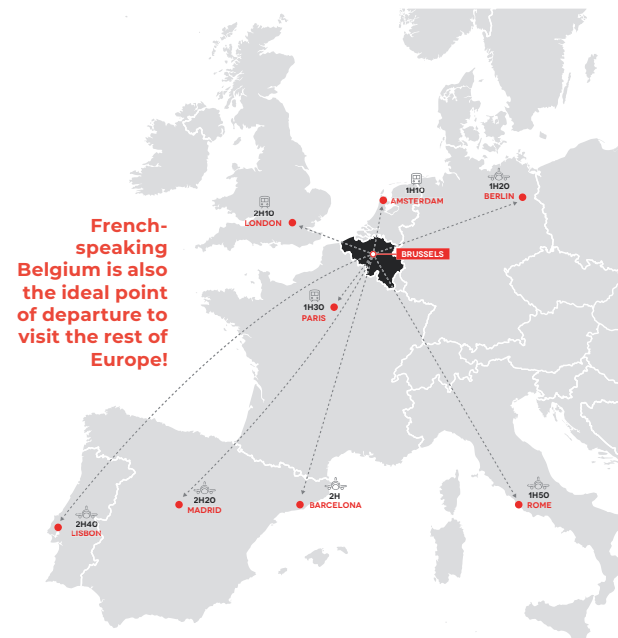 1H10
AMSTERDAM
1H20
BERLIN
2H10
LONDON
French-
speaking
Belgium is also
the ideal point
of departure to
visit the rest of
Europe!
BRUSSELS
1H30
PARIS
2H40
LISBON
2H20
MADRID
2H
BARCELONA
1H50
ROME